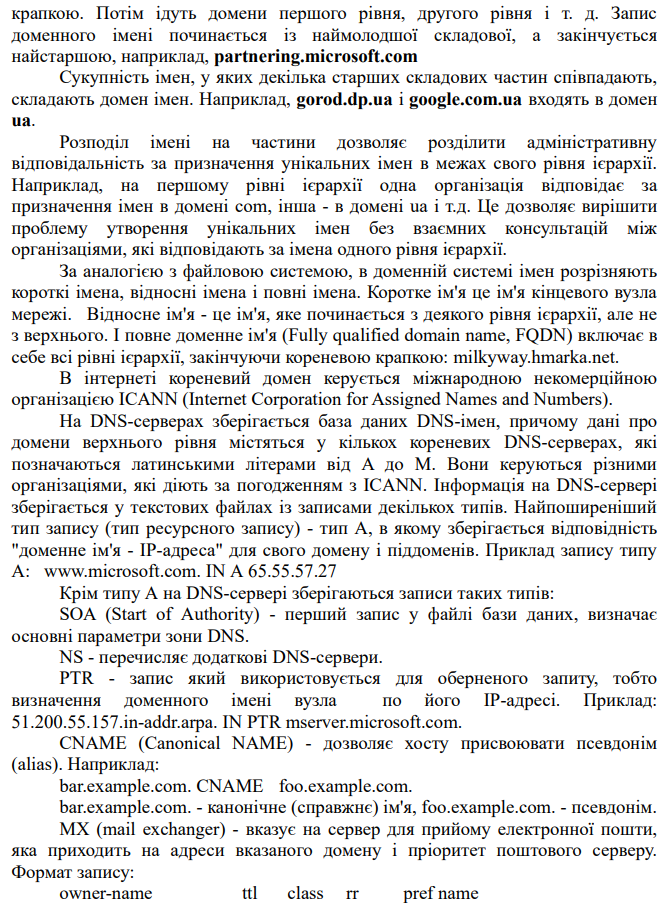 крапкою. Потім ідуть домени першого рівня, другого рівня і т. д. Запис
доменного імені починається із наймолодшої складової, а закінчується
найстаршою, наприклад, partnering.microsoft.com
Сукупність імен, у яких декілька старших складових частин співпадають,
складають домен імен. Наприклад, gorod.dp.ua і google.com.ua входять в домен
ua.
Розподіл імені на частини дозволяє розділити адміністративну
відповідальність за призначення унікальних імен в межах свого рівня ієрархії.
Наприклад, на першому рівні ієрархії одна організація відповідає за
призначення імен в домені com, інша - в домені ua і т.д. Це дозволяє вирішити
проблему утворення унікальних імен без взаємних консультацій між
організаціями, які відповідають за імена одного рівня ієрархії.
За аналогією з файловою системою, в доменній системі імен розрізняють
короткі імена, відносні імена і повні імена. Коротке ім'я це ім'я кінцевого вузла
мережі. Відносне ім'я - це ім'я, яке починається з деякого рівня ієрархії, але не
з верхнього. І повне доменне ім'я (Fully qualified domain name, FQDN) включає в
себе всі рівні ієрархії, закінчуючи кореневою крапкою: milkyway.hmarka.net.
В інтернеті кореневий домен керується міжнародною некомерційною
організацією ICANN (Internet Corporation for Assigned Names and Numbers).
На DNS-серверах зберігається база даних DNS-імен, причому дані про
домени верхнього рівня містяться у кількох кореневих DNS-серверах, які
позначаються латинськими літерами від A до M. Вони керуються різними
організаціями, які діють за погодженням з ICANN. Інформація на DNS-сервері
зберігається у текстових файлах із записами декількох типів. Найпоширеніший
тип запису (тип ресурсного запису) - тип A, в якому зберігається відповідність
"доменне ім'я - IP-адреса" для свого домену і піддоменів. Приклад запису типу
A: www.microsoft.com. IN A 65.55.57.27
Крім типу A на DNS-сервері зберігаються записи таких типів:
SOA (Start of Authority) - перший запис у файлі бази даних, визначає
основні параметри зони DNS.
NS - перечисляє додаткові DNS-сервери.
PTR - запис який використовується для оберненого запиту, тобто
визначення доменного імені вузла по його IP-адресі. Приклад:
51.200.55.157.in-addr.arpa. IN PTR mserver.microsoft.com.
CNAME (Canonical NAME) - дозволяє хосту присвоювати псевдонім
(alias). Наприклад:
bar.example.com. CNAME foo.example.com.
bar.example.com. - канонічне (справжнє) ім'я, foo.example.com. - псевдонім.
MX (mail exchanger) - вказує на сервер для прийому електронної пошти,
яка приходить на адреси вказаного домену і пріоритет поштового серверу.
Формат запису:
owner-name ttl class rr pref name